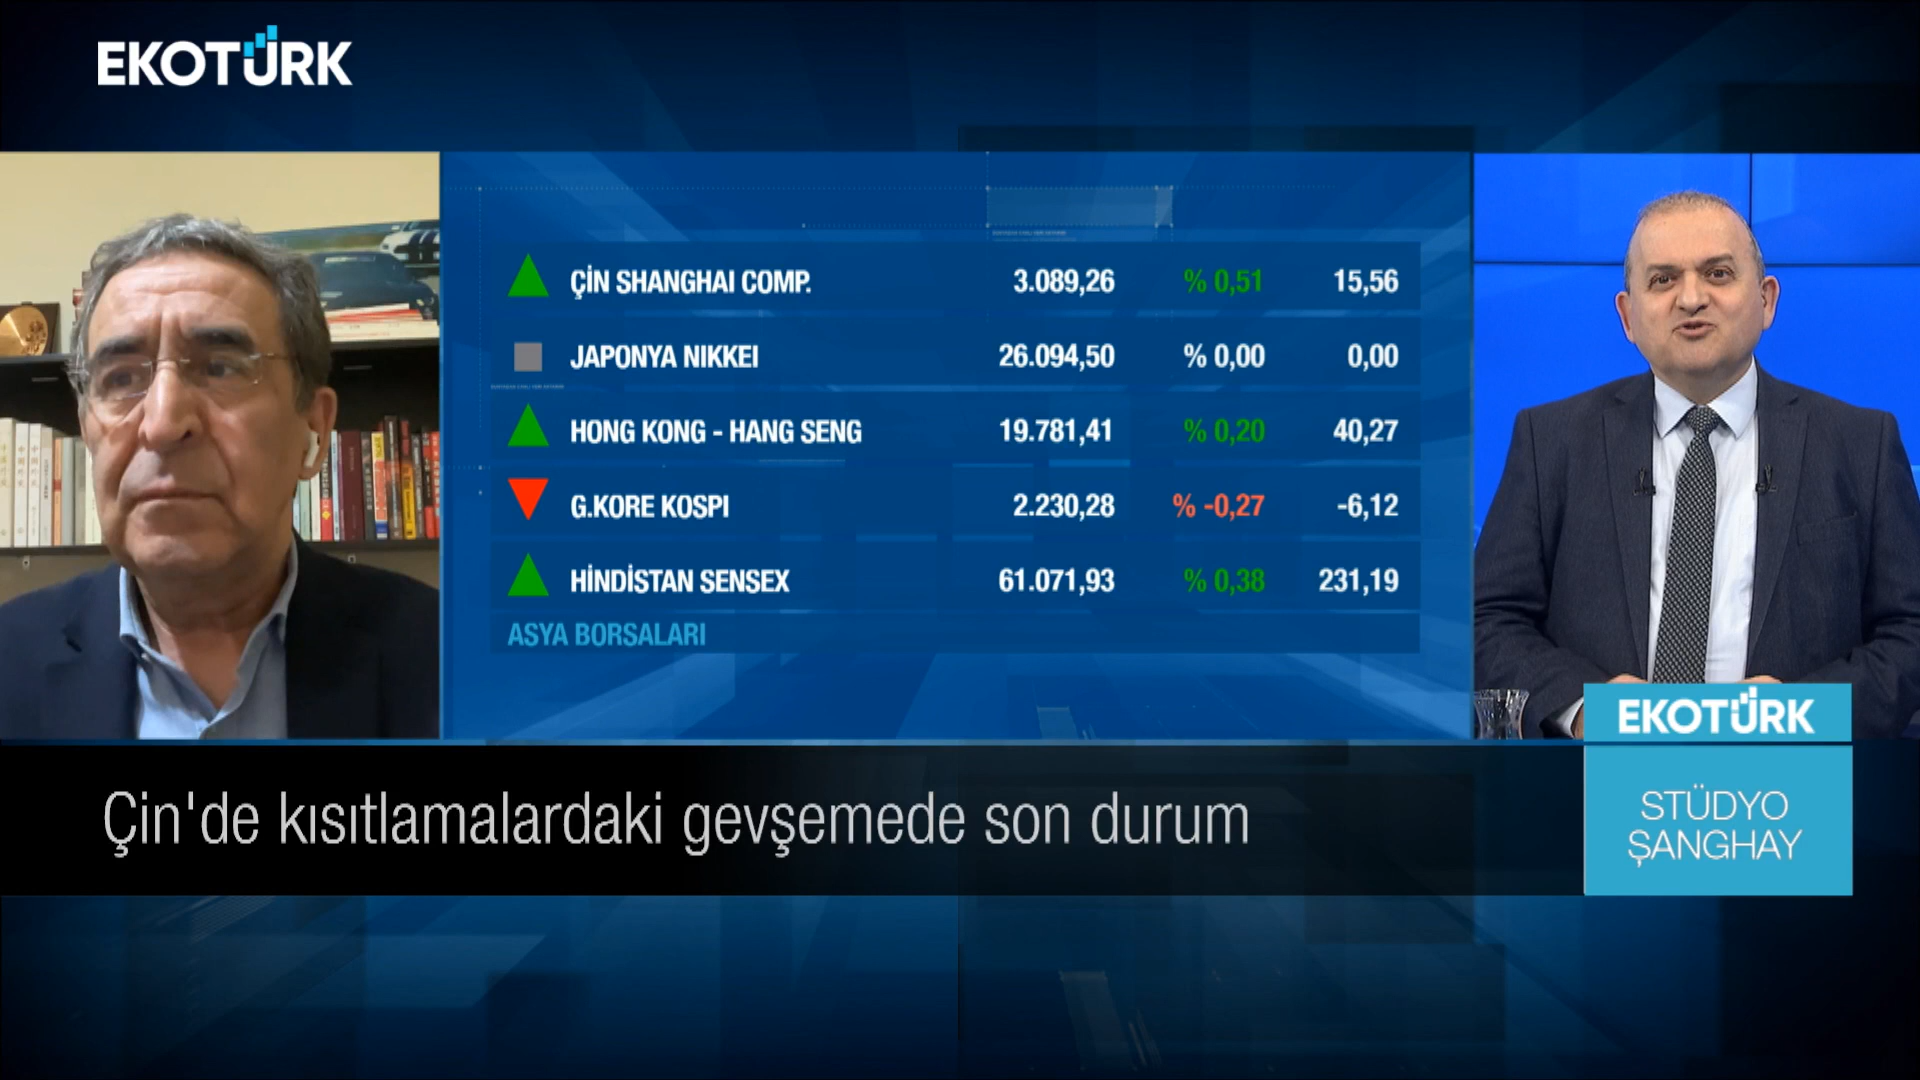 EKOTÜRK
ÇİN SHANGHAI COMP. 3.089,26 % 0,51 15,56
JAPONYA NIKKEI 26.094,50 % 0,00 0,00
HONG KONG - HANG SENG 19.781,41 % 0,20 40,27
G.KORE KOSPI 2.230,28 % -0,27 -6,12
HİNDİSTAN SENSEX 61.071,93 % 0,38 231,19
ASYA BORSALARI
EKOTÜRK
Çin'de kısıtlamalardaki gevşemede son durum
STÜDYO
ŞANGHAY